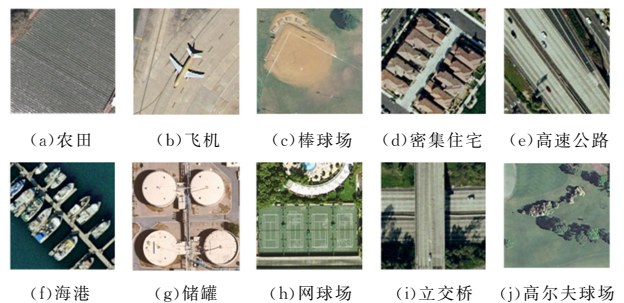 (a)农田 (b)飞机 (c)棒球场 (d)密集住宅 (e)高速公路
(f)海港 (g)储罐 (h)网球场 (i)立交桥 (j)高尔夫球场